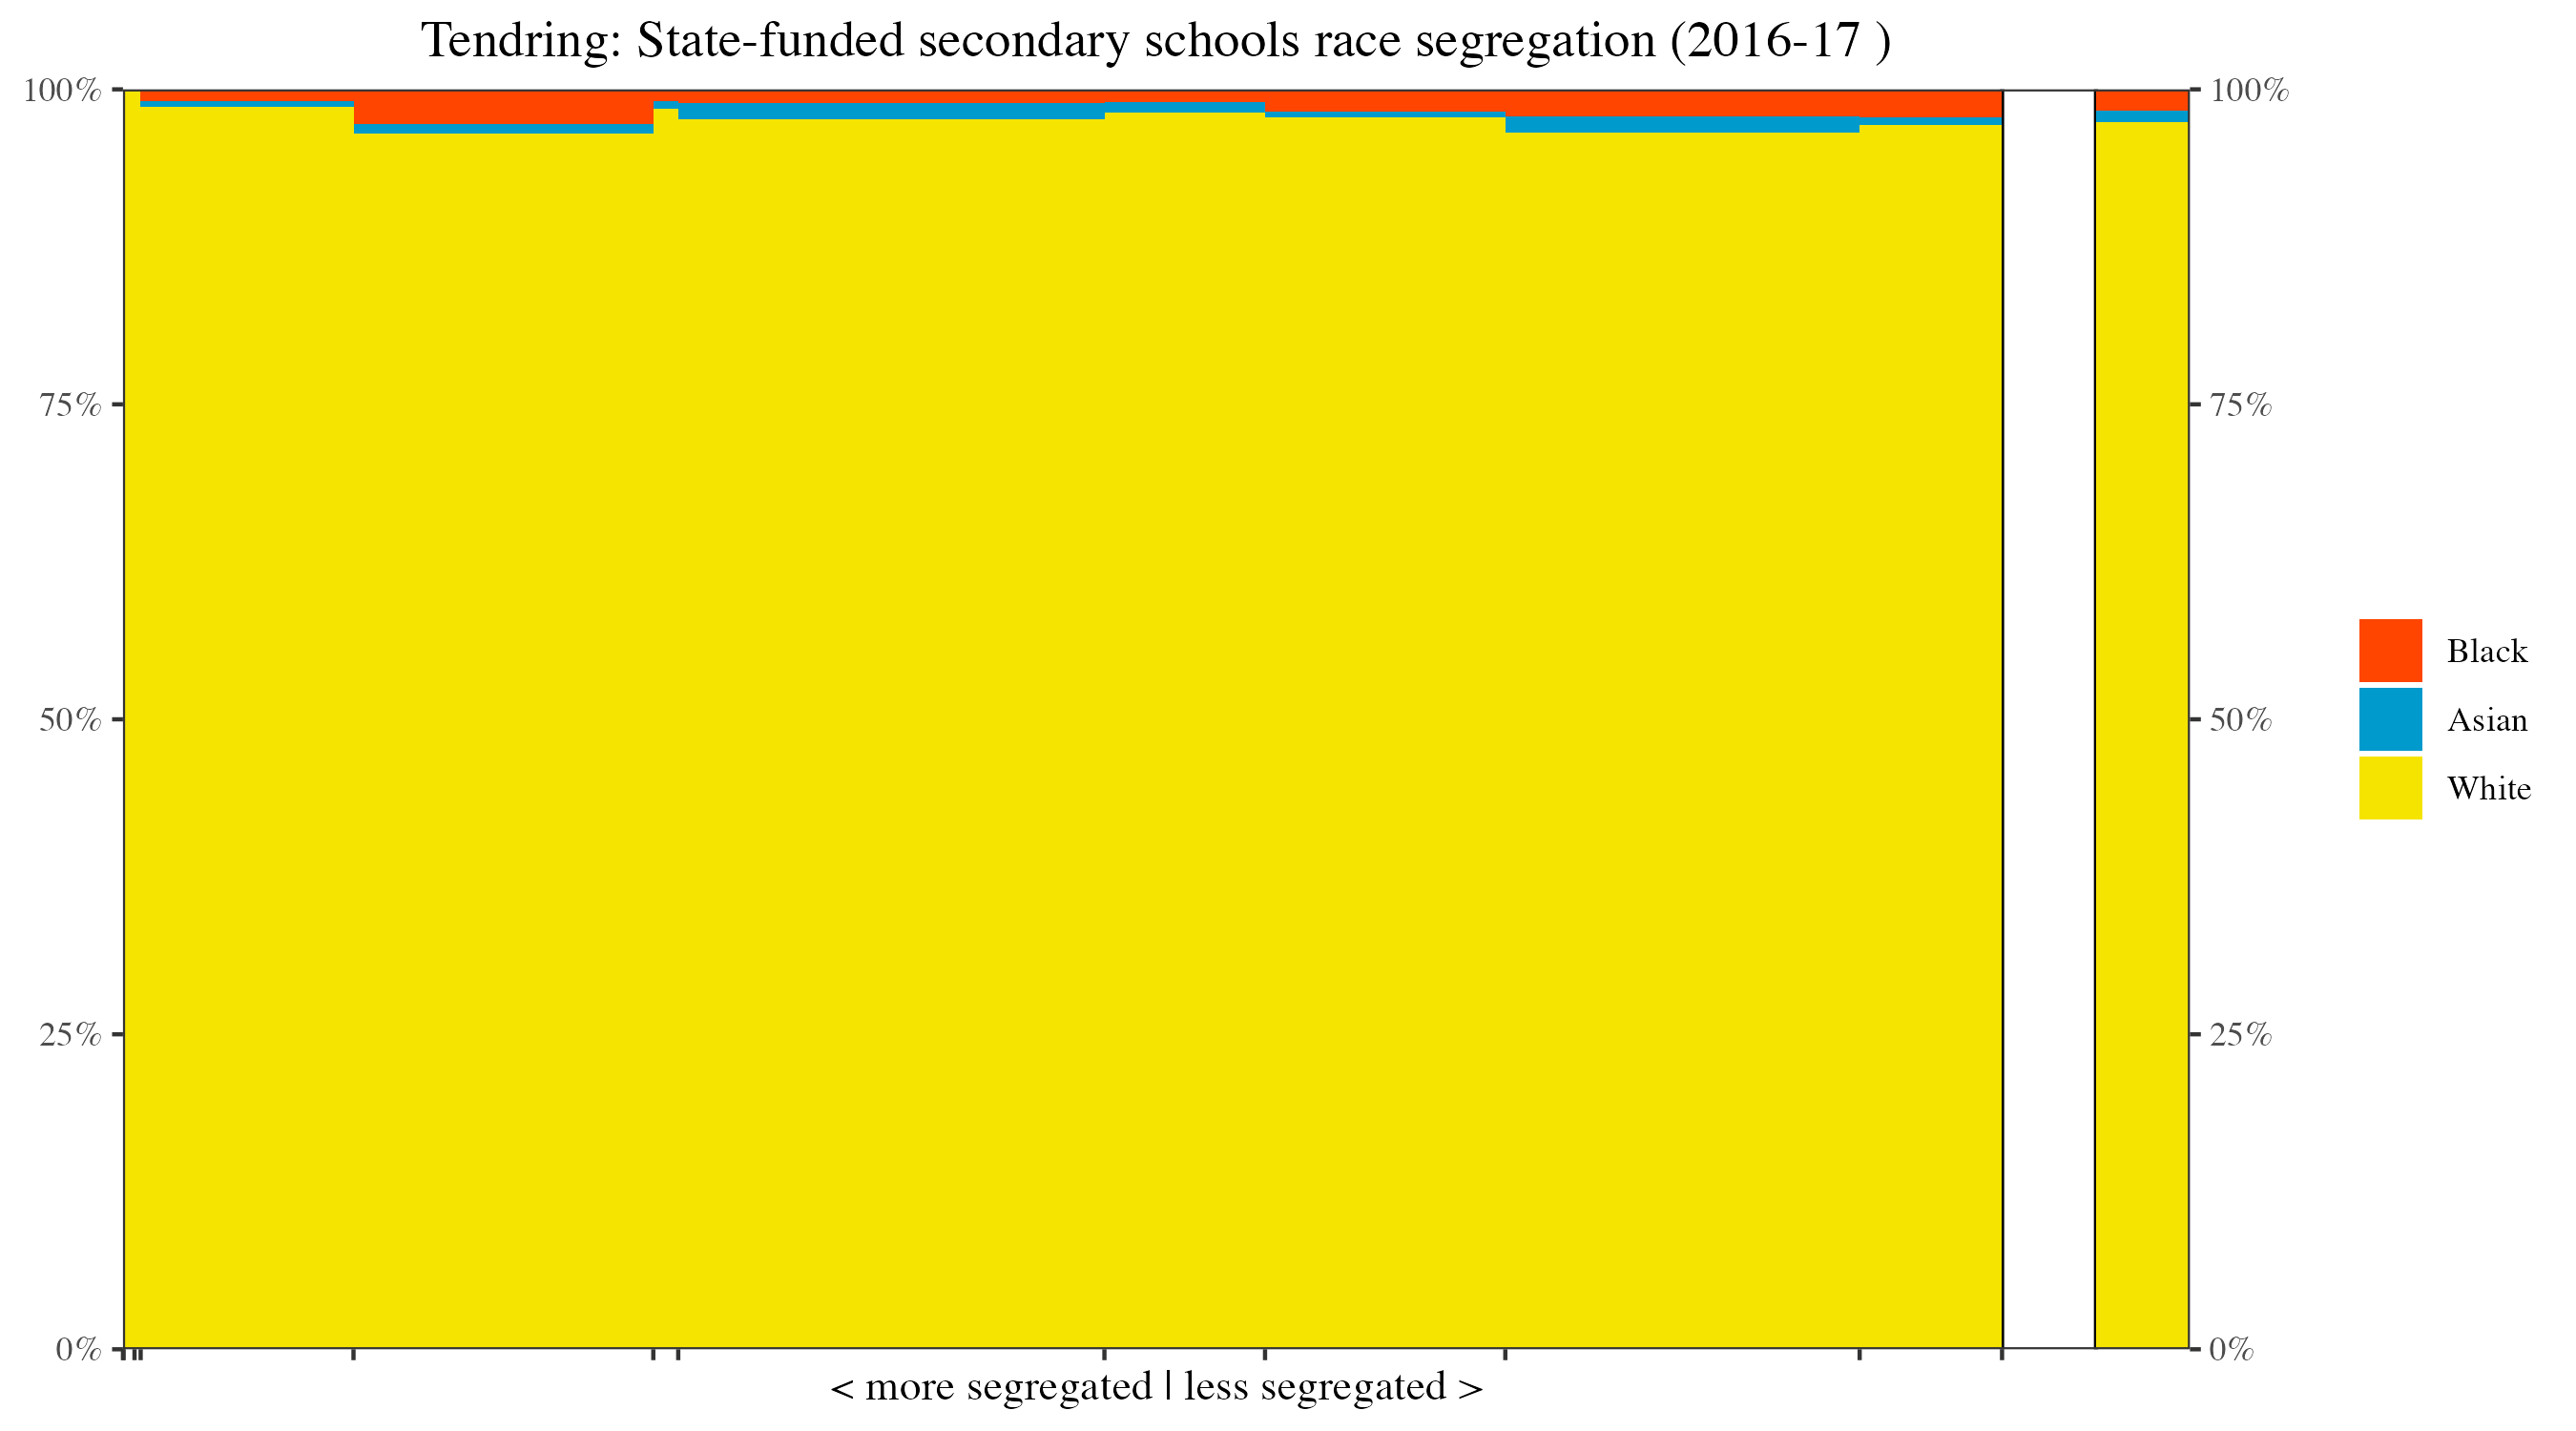 Tendring: State-funded secondary schools race segregation (2016-17 )
100%
75%
50%
25%
0%
100%
75%
50%
25%
0%
Black
Asian
White
< more segregated | less segregated >